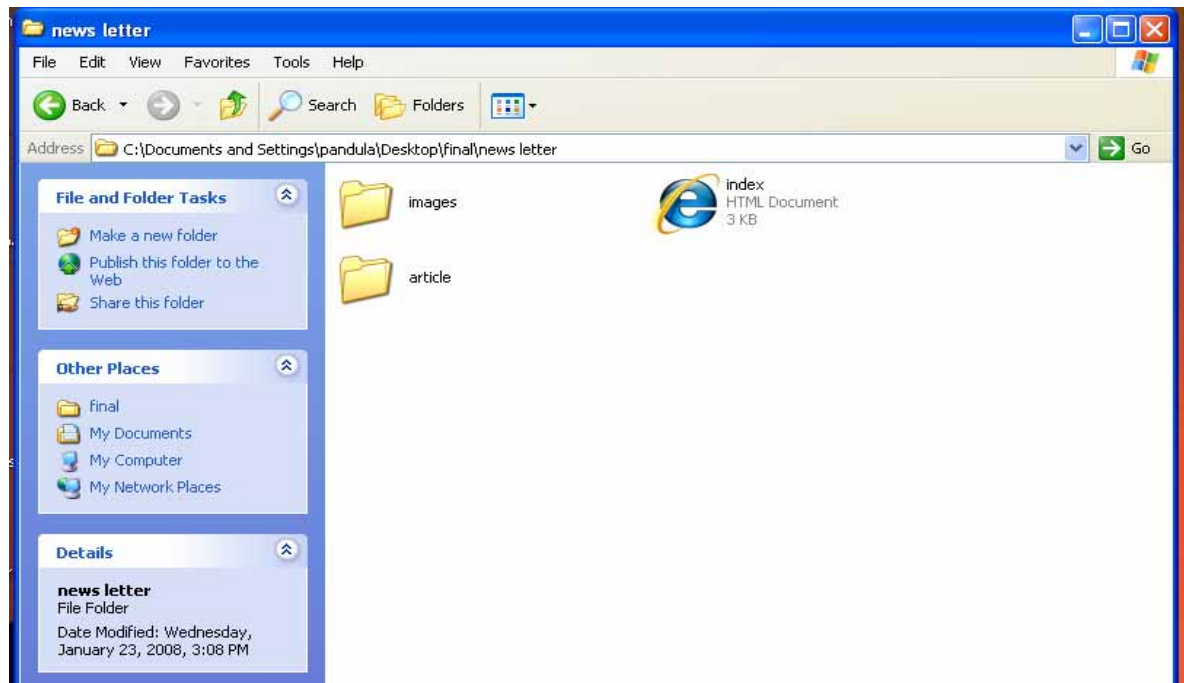 news letter
File Edit View Favorites Tools Help
Back Search Folders
Address C:\Documents and Settings\pandula\Desktop\final\news letter Go
File and Folder Tasks
Make a new folder
Publish this folder to the
Web
Share this folder
Other Places
final
My Documents
My Computer
My Network Places
Details
news letter
File Folder
Date Modified: Wednesday,
January 23, 2008, 3:08 PM
images
article
index
HTML Document
3 KB